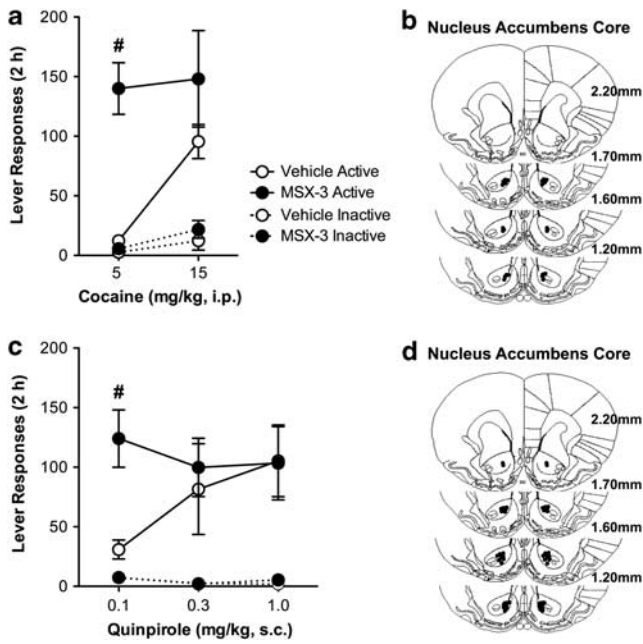 a
Lever Responses (2 h)
200
150
100
50
0
#
5
15
Cocaine (mg/kg, i.p.)
Vehicle Active
MSX-3 Active
Vehicle Inactive
MSX-3 Inactive
b
Nucleus Accumbens Core
2.20mm
1.70mm
1.60mm
1.20mm
c
Lever Responses (2 h)
200
150
100
50
0
#
0.1
0.3
1.0
Quinpirole (mg/kg, s.c.)
d
Nucleus Accumbens Core
2.20mm
1.70mm
1.60mm
1.20mm